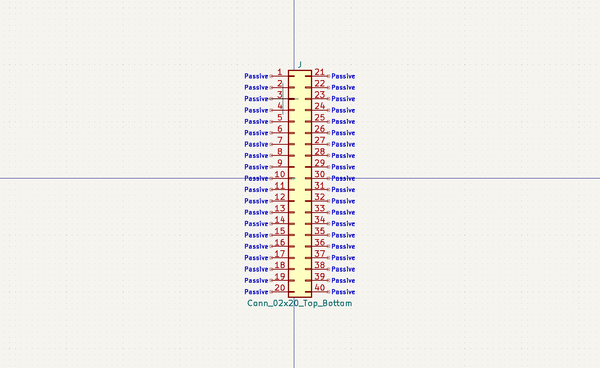 J
Passive 1 21 Passive
Passive 2 22 Passive
Passive 3 23 Passive
Passive 4 24 Passive
Passive 5 25 Passive
Passive 6 26 Passive
Passive 7 27 Passive
Passive 8 28 Passive
Passive 9 29 Passive
Passive 10 30 Passive
Passive 11 31 Passive
Passive 12 32 Passive
Passive 13 33 Passive
Passive 14 34 Passive
Passive 15 35 Passive
Passive 16 36 Passive
Passive 17 37 Passive
Passive 18 38 Passive
Passive 19 39 Passive
Passive 20 40 Passive
Conn_02x20_Top_Bottom